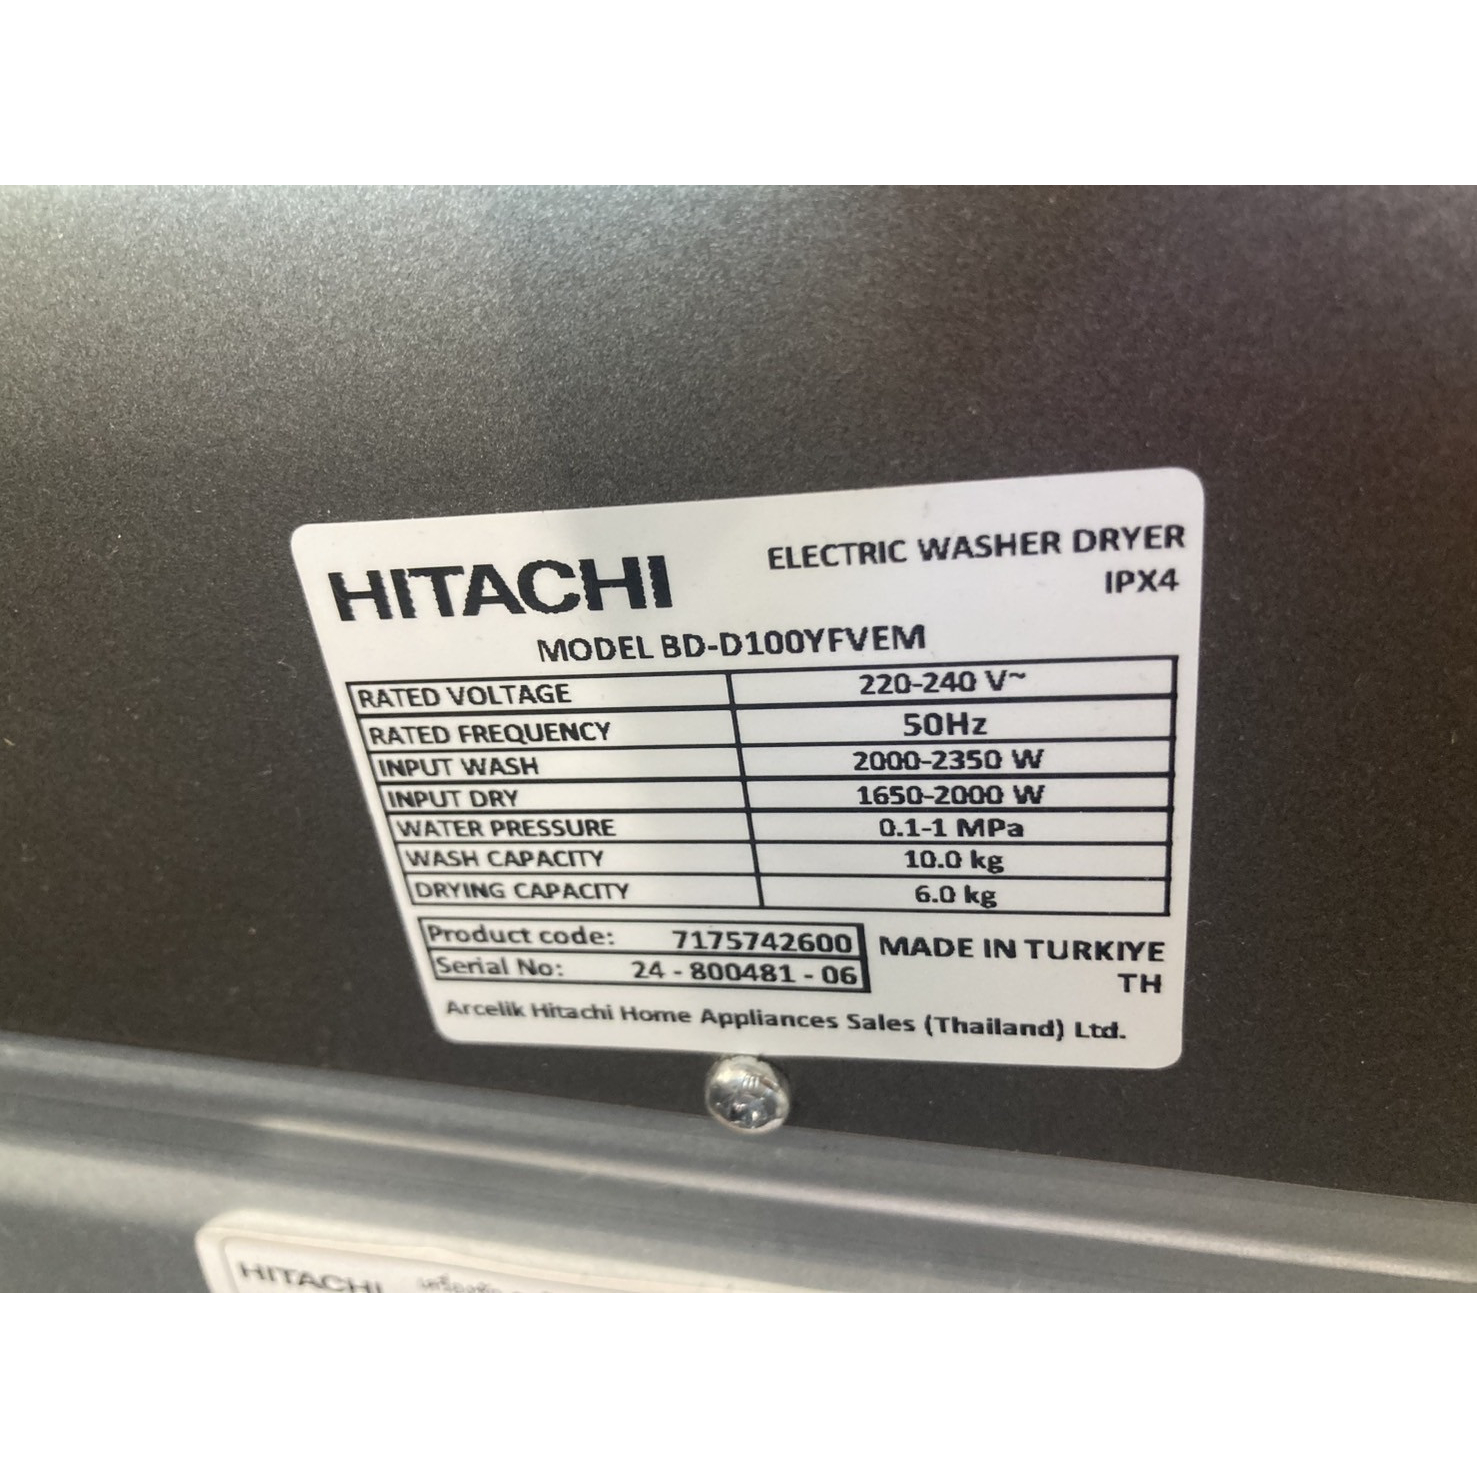 HITACHI
ELECTRIC WASHER DRYER
IPX4
MODEL BD-D100YFVEM
RATED VOLTAGE 220-240 V~
RATED FREQUENCY 50Hz
INPUT WASH 2000-2350 W
INPUT DRY 1650-2000 W
WATER PRESSURE 0.1-1 MPa
WASH CAPACITY 10.0 kg
DRYING CAPACITY 6.0 kg
Product code: 7175742600
Serial No: 24 - 800481 - 06
MADE IN TURKIYE
TH
Arcelik Hitachi Home Appliances Sales (Thailand) Ltd.
HITACHI